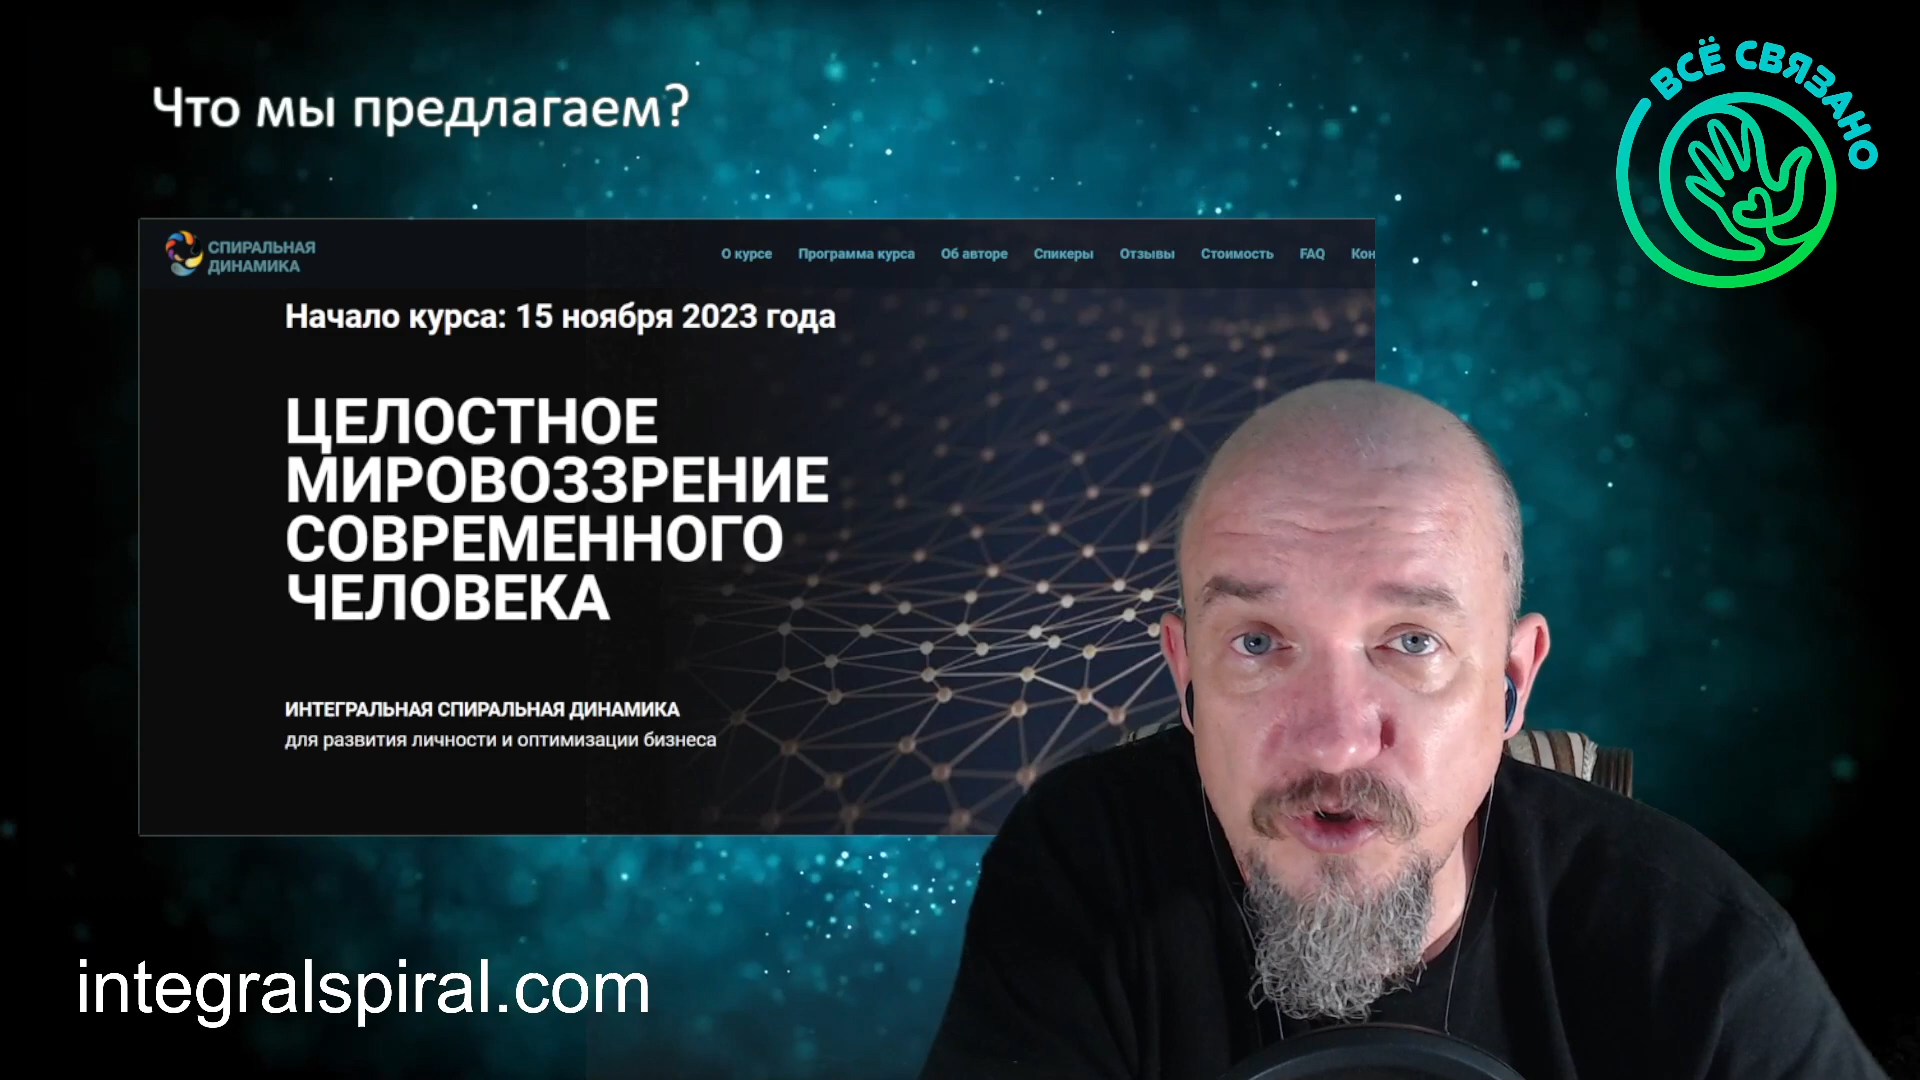 Что мы предлагаем?
ВСЁ СВЯЗАНО
СПИРАЛЬНАЯ
ДИНАМИКА
О курсе Программа курса Об авторе Спикеры Отзывы Стоимость FAQ Кон
Начало курса: 15 ноября 2023 года
ЦЕЛОСТНОЕ
МИРОВОЗЗРЕНИЕ
СОВРЕМЕННОГО
ЧЕЛОВЕКА
ИНТЕГРАЛЬНАЯ СПИРАЛЬНАЯ ДИНАМИКА
для развития личности и оптимизации бизнеса
integralspiral.com